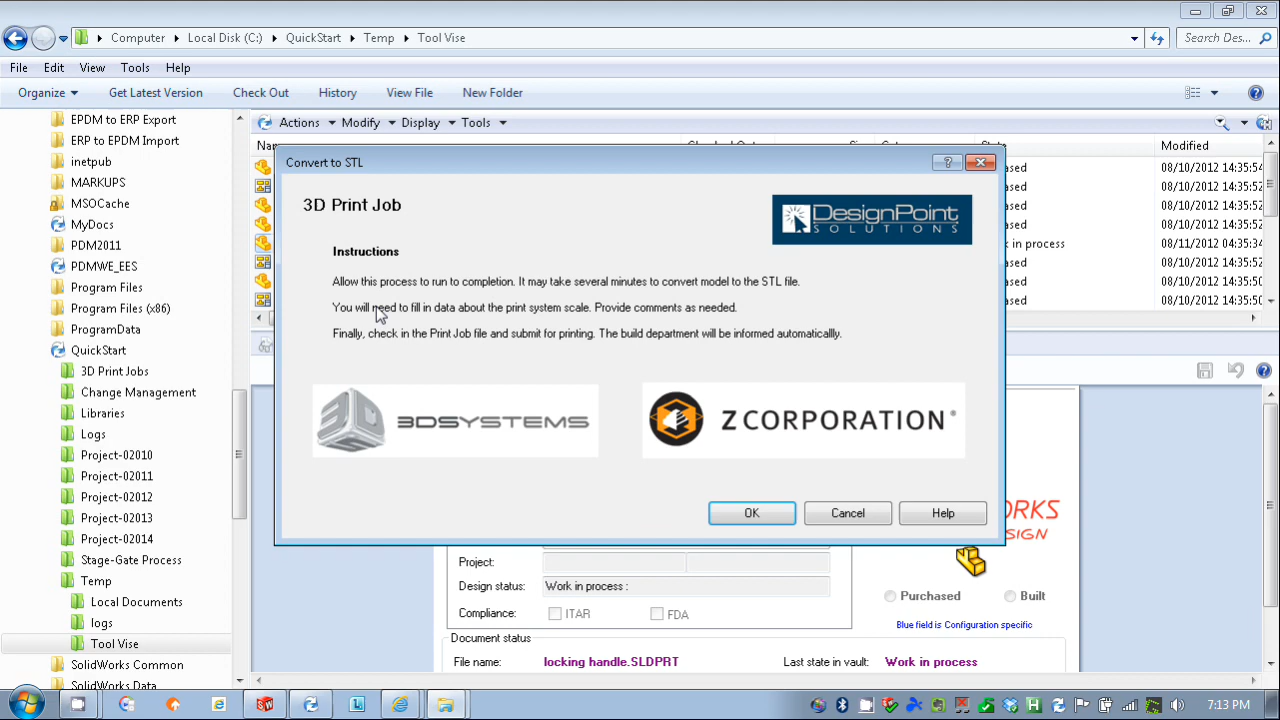 Computer Local Disk (C:) QuickStart Temp Tool Vise Search Des...
File Edit View Tools Help
Organize Get Latest Version Check Out History View File New Folder
EPDM to ERP Export
ERP to EPDM Import
inetpub
MARKUPS
MSOCache
MyDocs
PDM2011
PDMWE_EES
Program Files
Program Files (x86)
ProgramData
QuickStart
3D Print Jobs
Change Management
Libraries
Logs
Project-02010
Project-02011
Project-02012
Project-02013
Project-02014
Stage-Gate Process
Temp
Local Documents
logs
Tool Vise
SolidWorks Common
SolidWorks Data
Actions Modify Display Tools
Modified
08/10/2012 14:35:54
08/10/2012 14:35:5
08/10/2012 14:35:5
08/10/2012 14:35:5
in process 08/11/2012 04:35:34
08/10/2012 14:35:5
08/10/2012 14:35:5
08/10/2012 14:35:5
Convert to STL
3D Print Job
DesignPoint
SOLUTIONS
Instructions
Allow this process to run to completion. It may take several minutes to convert model to the STL file.
You will need to fill in data about the print system scale. Provide comments as needed.
Finally, check in the Print Job file and submit for printing. The build department will be informed automaticallly.
3DSYSTEMS
Z CORPORATION
OK Cancel Help
Project:
Design status: Work in process :
Compliance: ITAR FDA
Purchased Built
Blue field is Configuration specific
Document status
File name: locking handle.SLDPRT Last state in vault: Work in process
7:13 PM